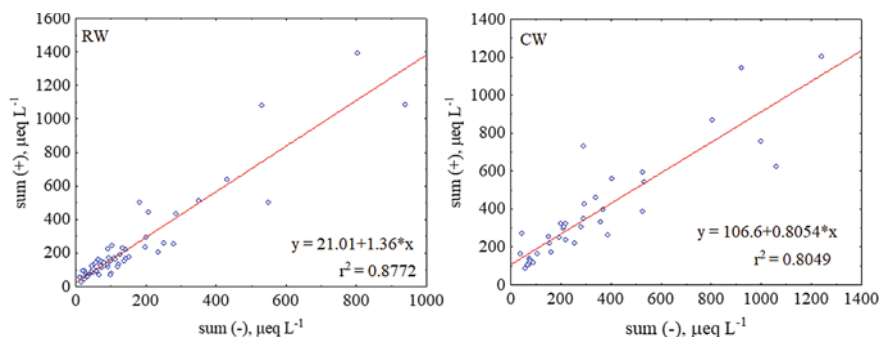 RW
sum (+), µeq L⁻¹
1600
1400
1200
1000
800
600
400
200
0
y = 21.01+1.36*x
r² = 0.8772
0 200 400 600 800 1000
sum (-), µeq L⁻¹
CW
sum (+), µeq L⁻¹
1400
1200
1000
800
600
400
200
0
y = 106.6+0.8054*x
r² = 0.8049
0 200 400 600 800 1000 1200 1400
sum (-), µeq L⁻¹